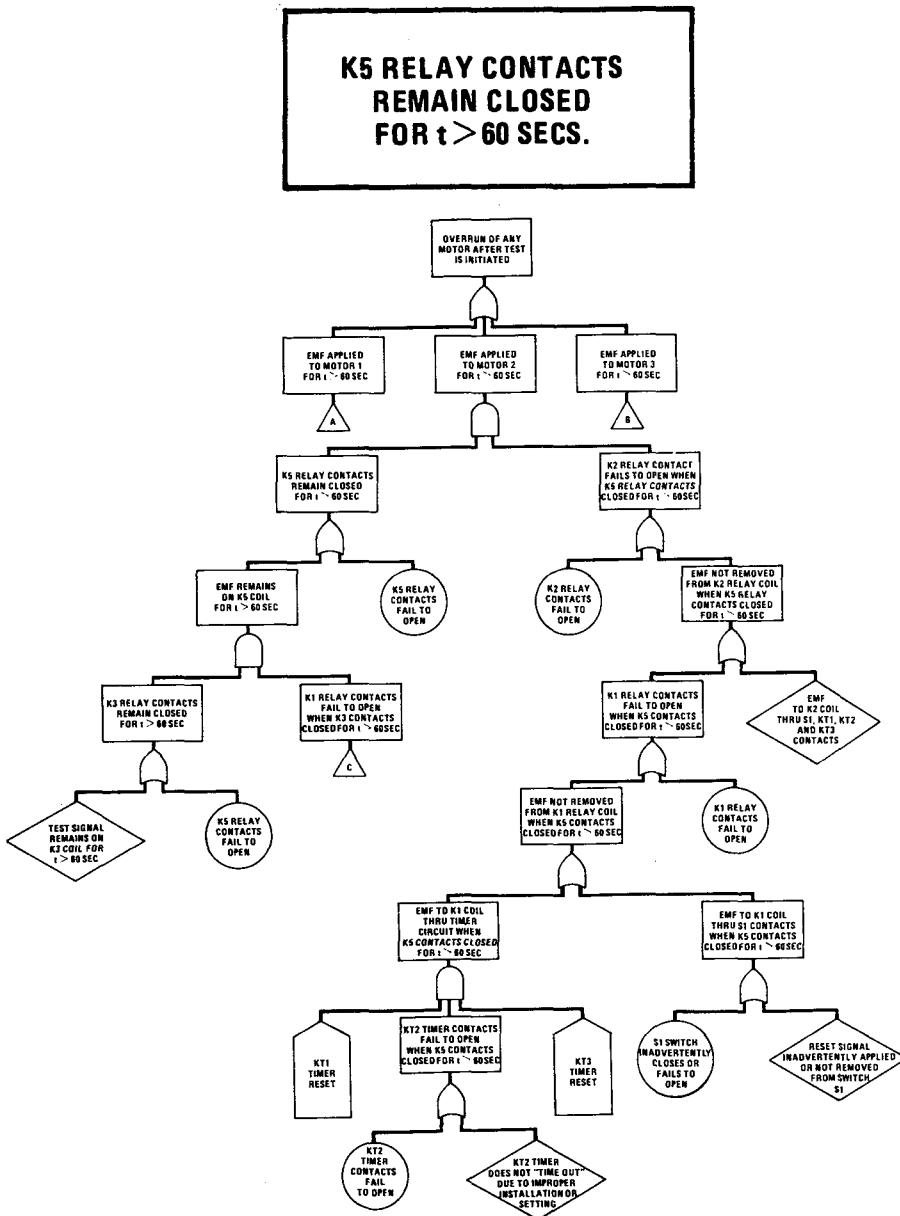 K5 RELAY CONTACTS
REMAIN CLOSED
FOR t > 60 SECS.
OVERRUN OF ANY
MOTOR AFTER TEST
IS INITIATED
EMF APPLIED
TO MOTOR 1
FOR t > 60 SEC
EMF APPLIED
TO MOTOR 2
FOR t > 60 SEC
EMF APPLIED
TO MOTOR 3
FOR t > 60 SEC
A
B
K5 RELAY CONTACTS
REMAIN CLOSED
FOR t > 60 SEC
K2 RELAY CONTACT
FAILS TO OPEN WHEN
K5 RELAY CONTACTS
CLOSED FOR t > 60 SEC
EMF REMAINS
ON K5 COIL
FOR t > 60 SEC
K5 RELAY
CONTACTS
FAIL TO
OPEN
K2 RELAY
CONTACTS
FAIL TO
OPEN
EMF NOT REMOVED
FROM K2 RELAY COIL
WHEN K5 RELAY
CONTACTS CLOSED
FOR t > 60 SEC
K3 RELAY CONTACTS
REMAIN CLOSED
FOR t > 60 SEC
K1 RELAY CONTACTS
FAIL TO OPEN
WHEN K3 CONTACTS
CLOSED FOR t > 60SEC
C
K1 RELAY CONTACTS
FAIL TO OPEN
WHEN K5 CONTACTS
CLOSED FOR t > 60 SEC
EMF
TO K2 COIL
THRU S1, KT1, KT2
AND KT3
CONTACTS
TEST SIGNAL
REMAINS ON
K3 COIL FOR
t > 60 SEC
K5 RELAY
CONTACTS
FAIL TO
OPEN
EMF NOT REMOVED
FROM K1 RELAY COIL
WHEN K5 CONTACTS
CLOSED FOR t > 60 SEC
K1 RELAY
CONTACTS
FAIL TO
OPEN
EMF TO K1 COIL
THRU TIMER
CIRCUIT WHEN
K5 CONTACTS CLOSED
FOR t > 60 SEC
EMF TO K1 COIL
THRU S1 CONTACTS
WHEN K5 CONTACTS
CLOSED FOR t > 60 SEC
KT1
TIMER
RESET
KT2 TIMER CONTACTS
FAIL TO OPEN
WHEN K5 CONTACTS
CLOSED FOR t > 60 SEC
KT3
TIMER
RESET
S1 SWITCH
INADVERTENTLY
CLOSES OR
FAILS TO
OPEN
RESET SIGNAL
INADVERTENTLY APPLIED
OR NOT REMOVED
FROM SWITCH
S1
KT2
TIMER
CONTACTS
FAIL
TO OPEN
KT2 TIMER
DOES NOT "TIME OUT"
DUE TO IMPROPER
INSTALLATION OR
SETTING